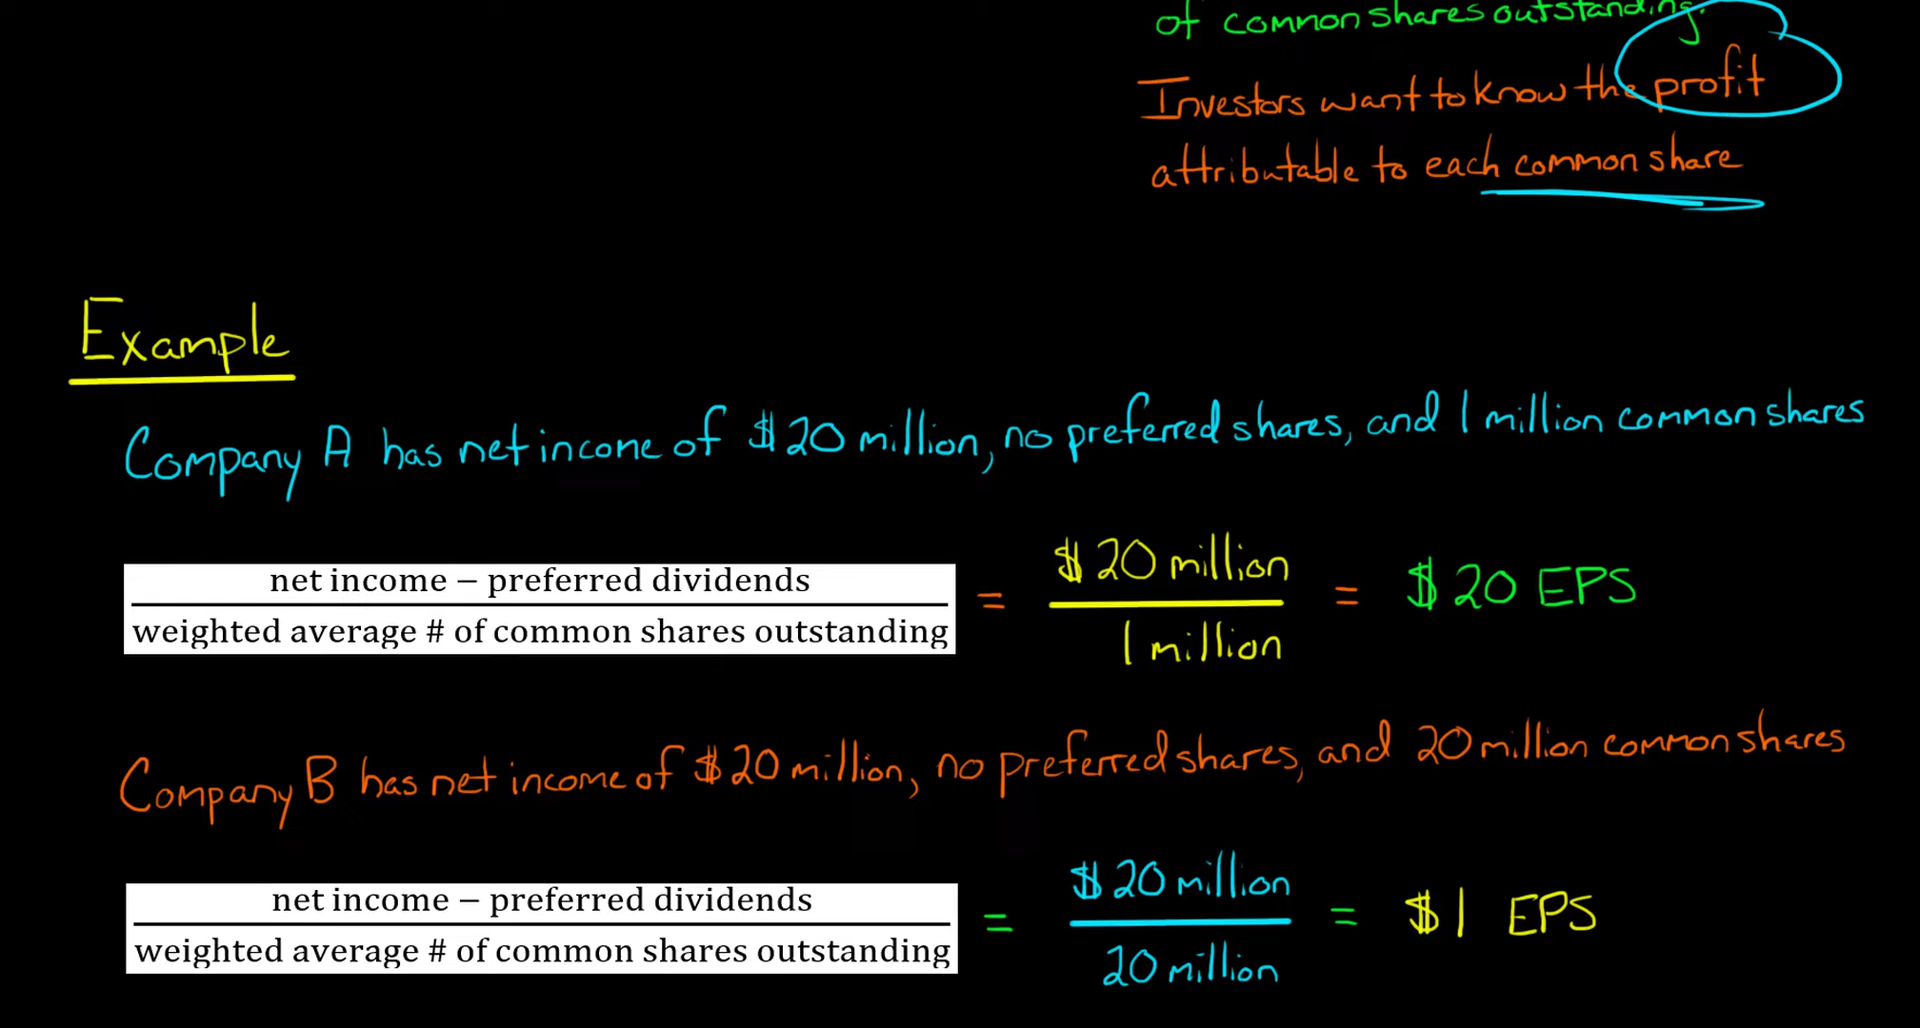 of common shares outstanding.
Investors want to know the profit
attributable to each common share
Example
Company A has net income of $20 million, no preferred shares, and 1 million common shares
net income – preferred dividends
weighted average # of common shares outstanding
=
$20 million
1 million
= $20 EPS
Company B has net income of $20 million, no preferred shares, and 20 million common shares
net income – preferred dividends
weighted average # of common shares outstanding
=
$20 million
20 million
= $1 EPS